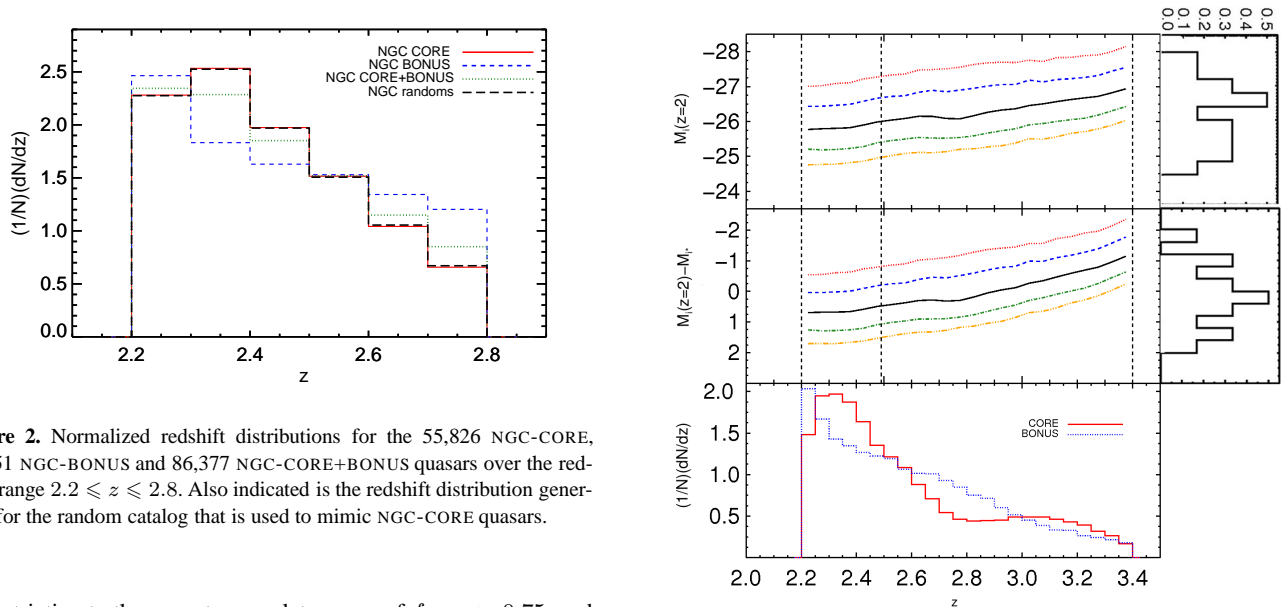 NGC CORE
NGC BONUS
NGC CORE+BONUS
NGC randoms
(1/N)(dN/dz)
2.5
2.0
1.5
1.0
0.5
0.0
2.2 2.4 2.6 2.8
z
re 2. Normalized redshift distributions for the 55,826 NGC-CORE,
51 NGC-BONUS and 86,377 NGC-CORE+BONUS quasars over the red-
range 2.2 ⩽ z ⩽ 2.8. Also indicated is the redshift distribution gener-
for the random catalog that is used to mimic NGC-CORE quasars.
0.0 0.1 0.2 0.3 0.4 0.5
Mi(z=2)
-28
-27
-26
-25
-24
Mi(z=2)-M*
-2
-1
0
1
2
(1/N)(dN/dz)
2.0
1.5
1.0
0.5
CORE
BONUS
2.0 2.2 2.4 2.6 2.8 3.0 3.2 3.4
z